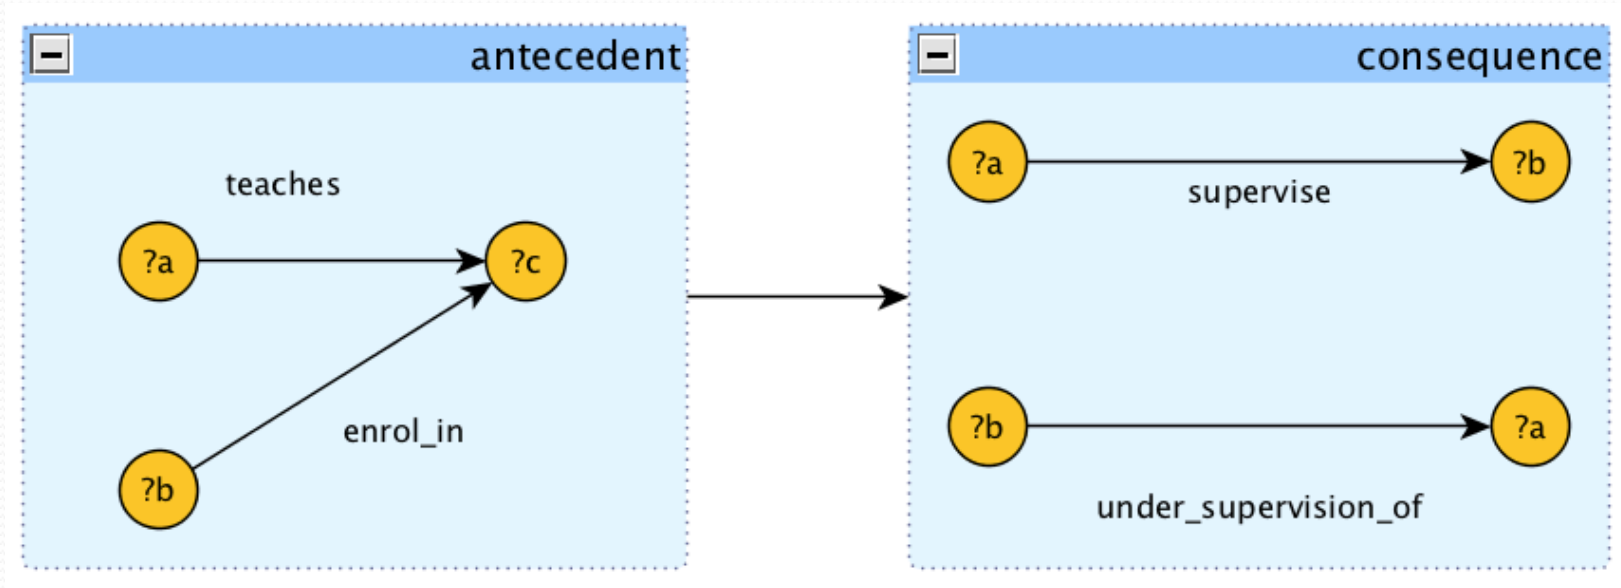 antecedent
teaches
?a
?c
enrol_in
?b
consequence
?a
?b
supervise
?b
?a
under_supervision_of